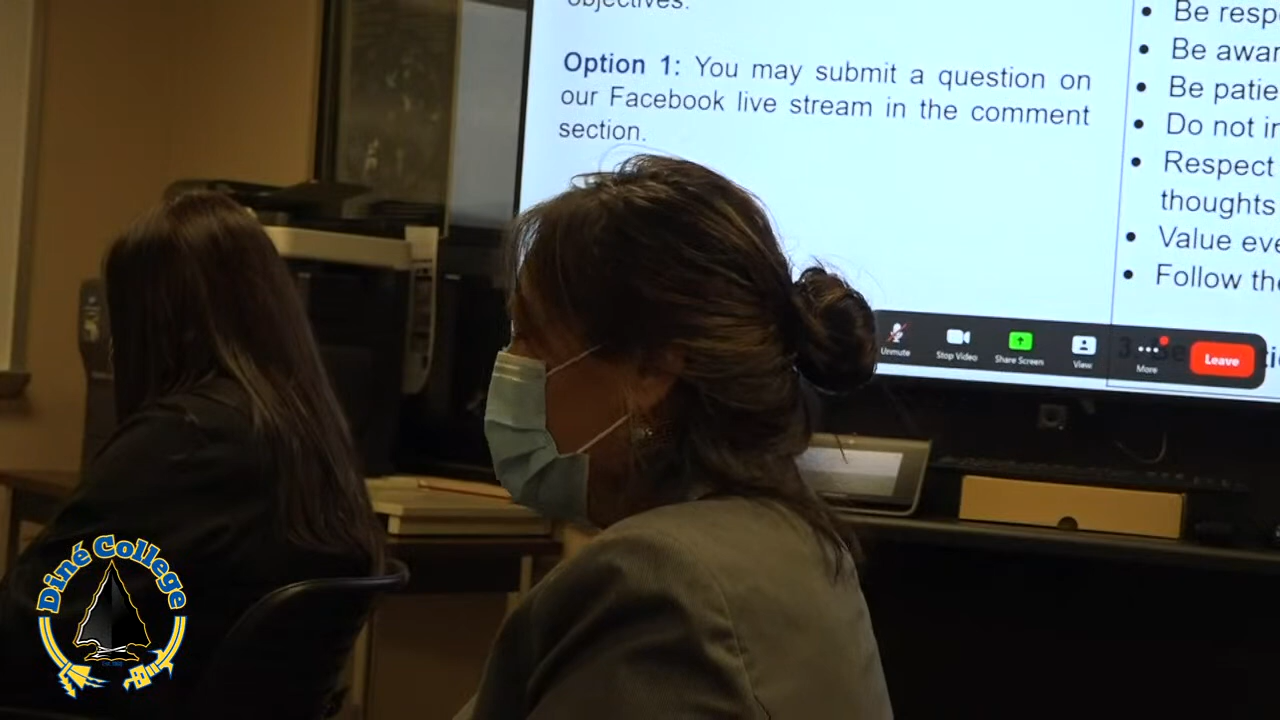 objectives.
Option 1: You may submit a question on
our Facebook live stream in the comment
section.
Be resp
Be awar
Be patie
Do not in
Respect
thoughts
Value eve
Follow the
Unmute
Stop Video
Share Screen
View
More
Leave
Diné College